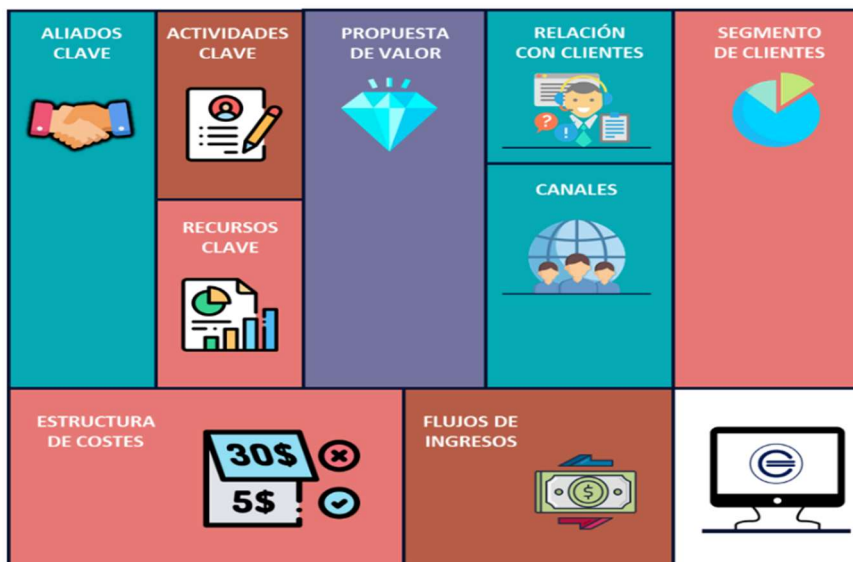 ALIADOS
CLAVE
ACTIVIDADES
CLAVE
PROPUESTA
DE VALOR
RELACIÓN
CON CLIENTES
SEGMENTO
DE CLIENTES
?
!
RECURSOS
CLAVE
CANALES
ESTRUCTURA
DE COSTES
30$
5$
FLUJOS DE
INGRESOS
$